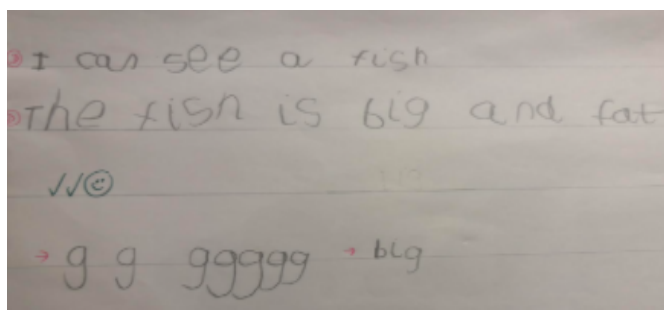 I can see a fish
The fish is big and fat
✓✓☺
→ g g ggggg → big